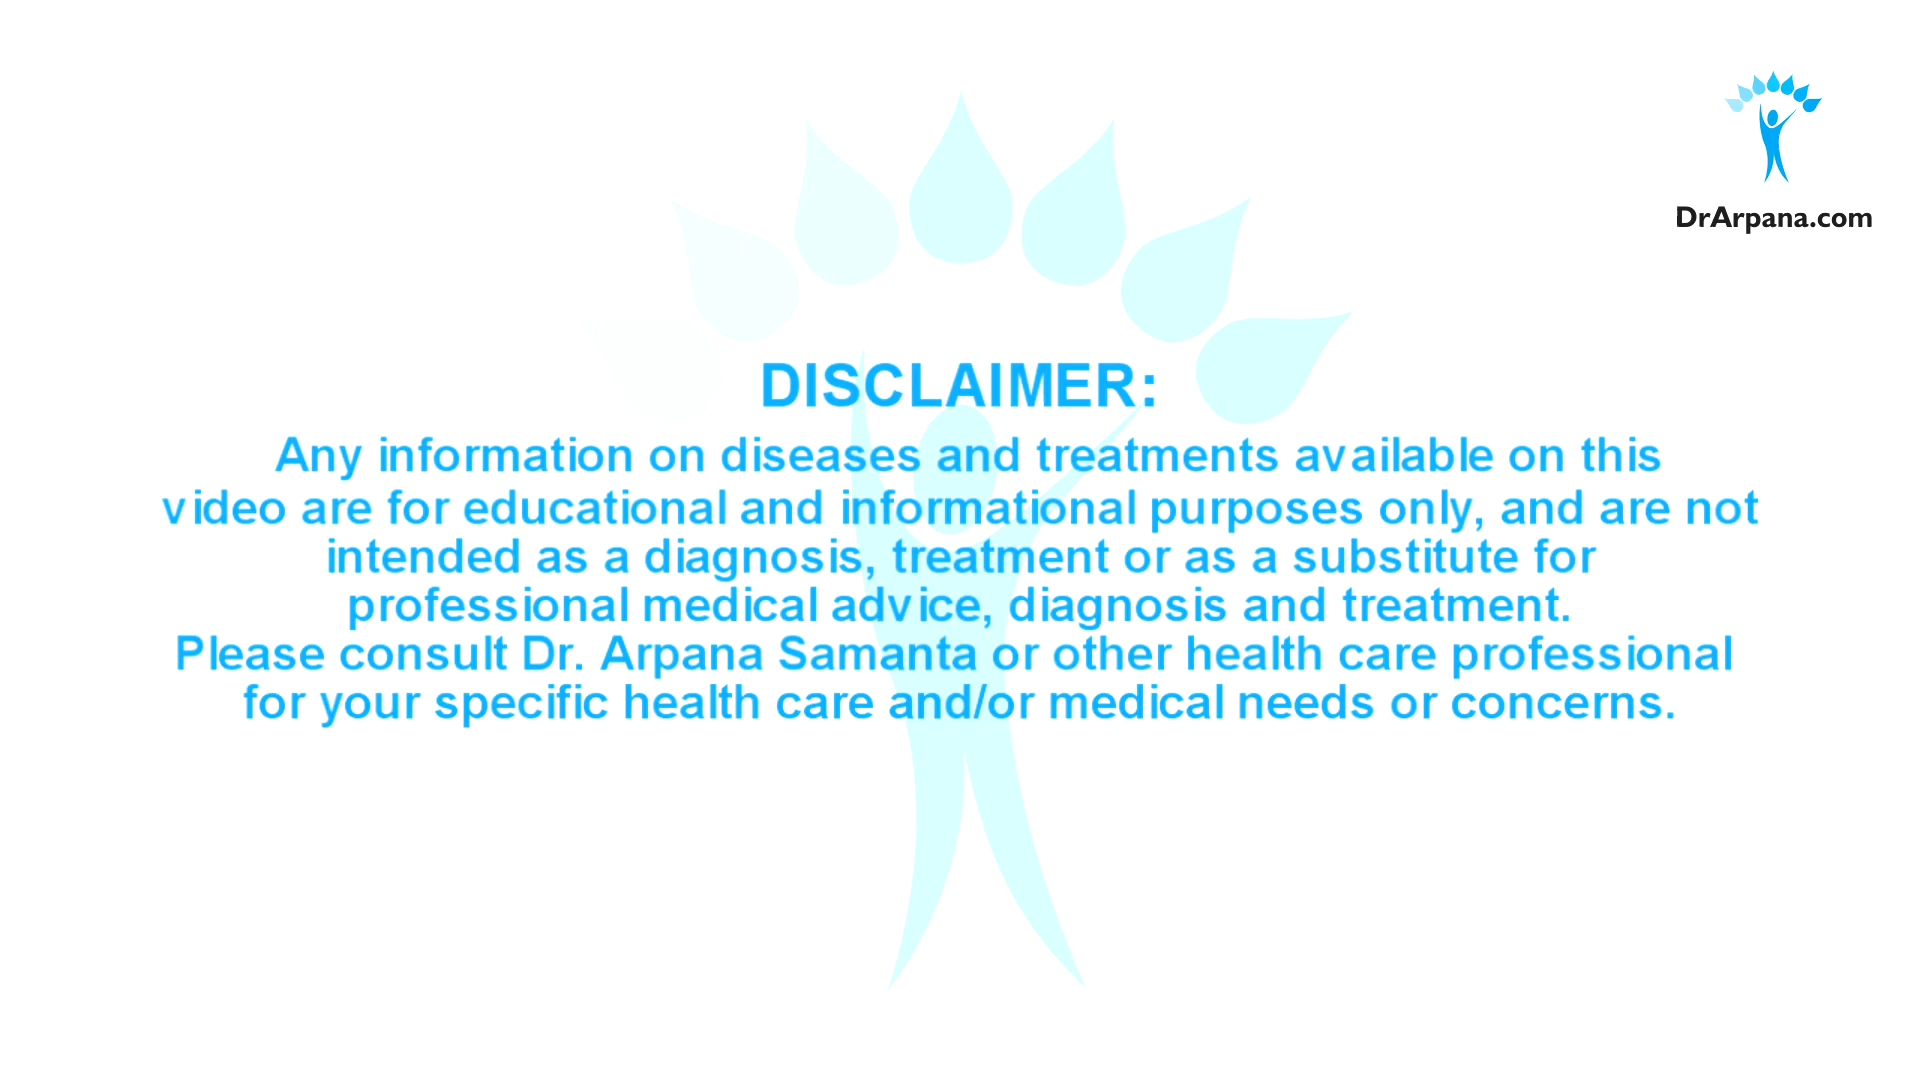 DrArpana.com
DISCLAIMER:
Any information on diseases and treatments available on this
video are for educational and informational purposes only, and are not
intended as a diagnosis, treatment or as a substitute for
professional medical advice, diagnosis and treatment.
Please consult Dr. Arpana Samanta or other health care professional
for your specific health care and/or medical needs or concerns.